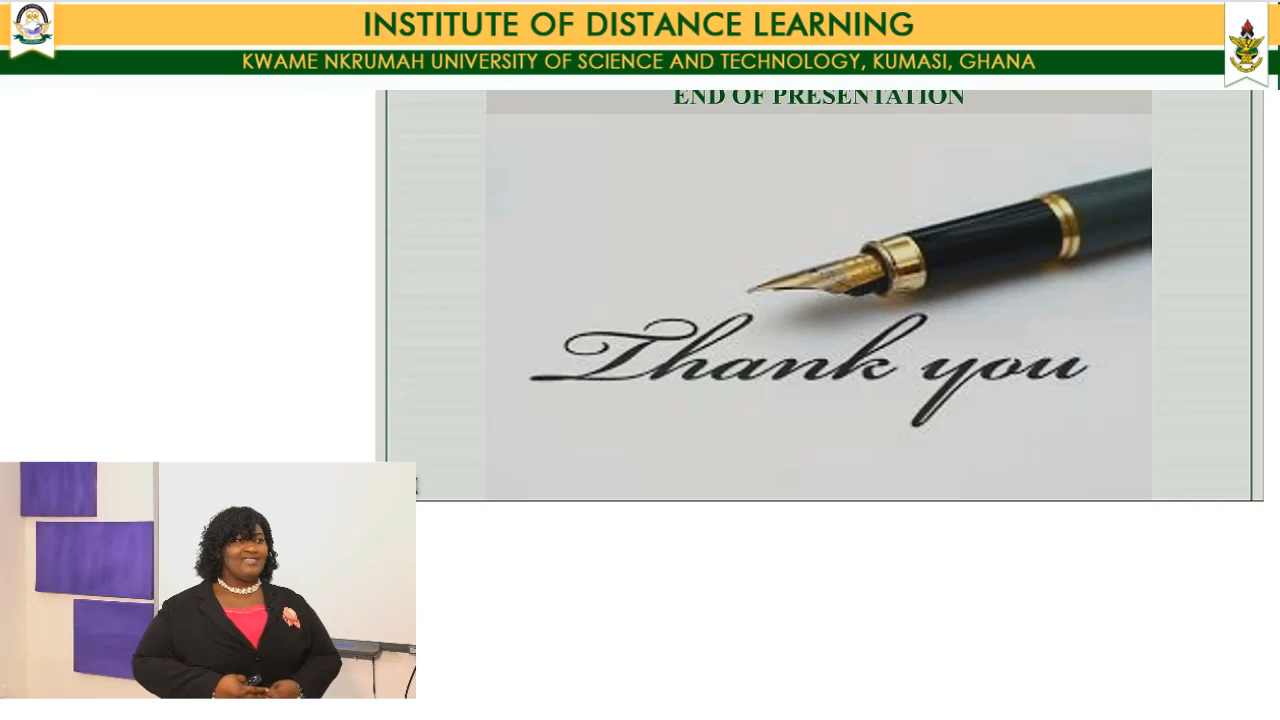 INSTITUTE OF DISTANCE LEARNING
KWAME NKRUMAH UNIVERSITY OF SCIENCE AND TECHNOLOGY, KUMASI, GHANA
END OF PRESENTATION
Thank you